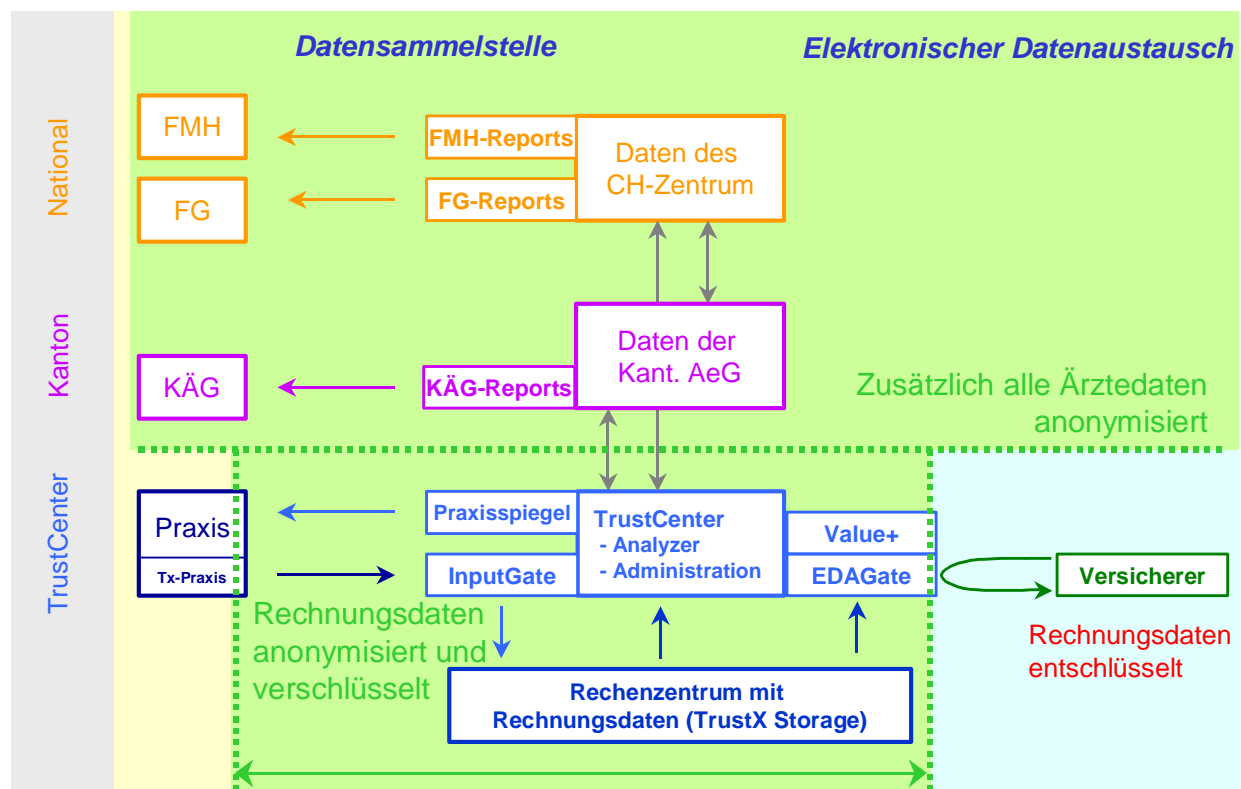 Datensammelstelle
Elektronischer Datenaustausch
National
FMH
FMH-Reports
Daten des
CH-Zentrum
FG
FG-Reports
Kanton
KÄG
KÄG-Reports
Daten der
Kant. AeG
Zusätzlich alle Ärztedaten
anonymisiert
TrustCenter
Praxis
Tx-Praxis
Praxisspiegel
InputGate
TrustCenter
- Analyzer
- Administration
Value+
EDAGate
Versicherer
Rechnungsdaten
anonymisiert und
verschlüsselt
Rechnungsdaten
entschlüsselt
Rechenzentrum mit
Rechnungsdaten (TrustX Storage)